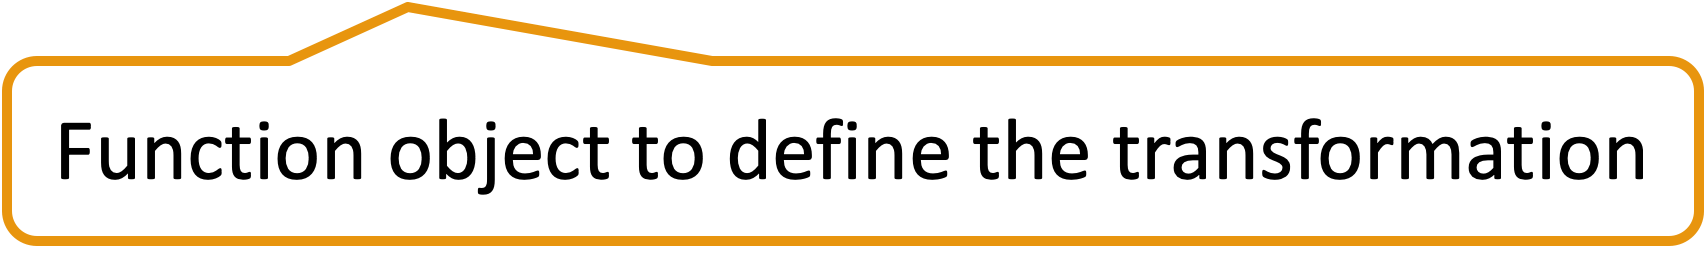 Function object to define the transformation